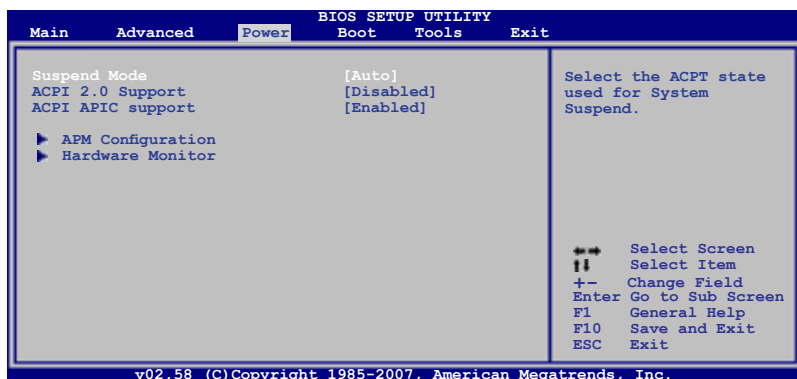 BIOS SETUP UTILITY
Main Advanced Power Boot Tools Exit
Suspend Mode [Auto]
ACPI 2.0 Support [Disabled]
ACPI APIC support [Enabled]
APM Configuration
Hardware Monitor
Select the ACPT state
used for System
Suspend.
Select Screen
Select Item
+- Change Field
Enter Go to Sub Screen
F1 General Help
F10 Save and Exit
ESC Exit
v02.58 (C)Copyright 1985-2007, American Megatrends, Inc.